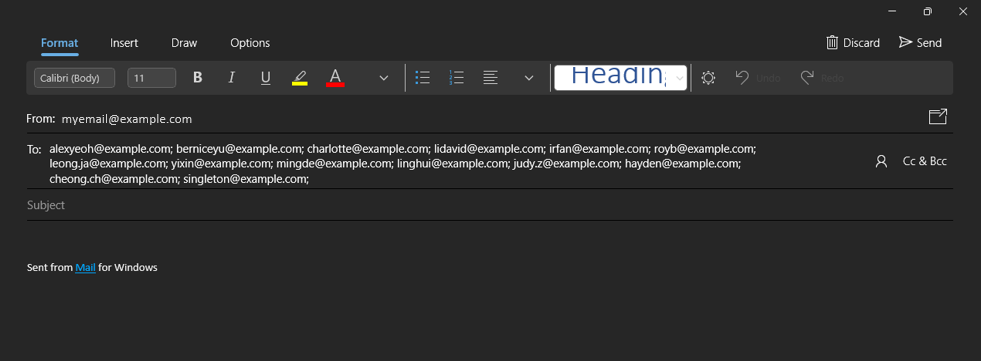 Format Insert Draw Options Discard Send
Calibri (Body) 11 B I U A Heading Undo Redo
From: myemail@example.com
To: alexyeoh@example.com; berniceyu@example.com; charlotte@example.com; lidavid@example.com; irfan@example.com; royb@example.com;
leong.ja@example.com; yixin@example.com; mingde@example.com; linghui@example.com; judy.z@example.com; hayden@example.com;
cheong.ch@example.com; singleton@example.com;
Cc & Bcc
Subject
Sent from Mail for Windows